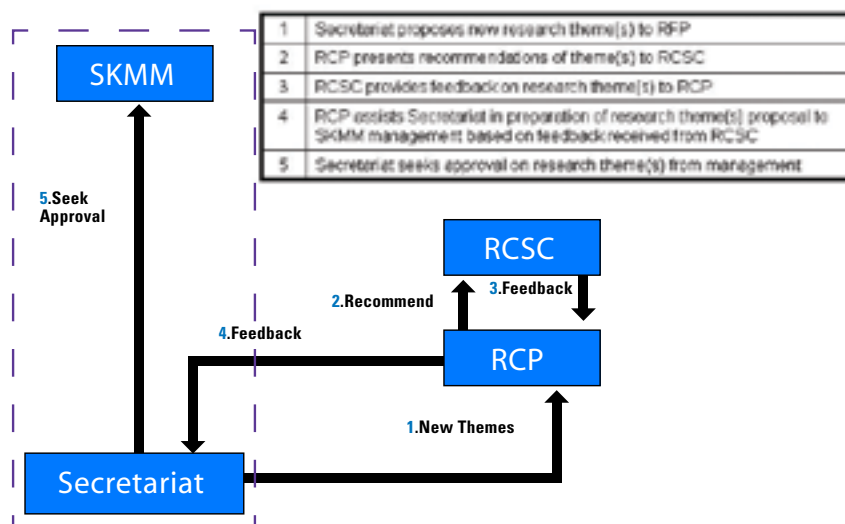 1 Secretariat proposes new research theme(s) to RFP
2 RCP presents recommendations of theme(s) to RCSC
3 RCSC provides feedback on research theme(s) to RCP
4 RCP assists Secretariat in preparation of research theme(s) proposal to
SKMM management based on feedback received from RCSC
5 Secretariat seeks approval on research theme(s) from management
SKMM
5.Seek
Approval
RCSC
2.Recommend
3.Feedback
4.Feedback
RCP
1.New Themes
Secretariat